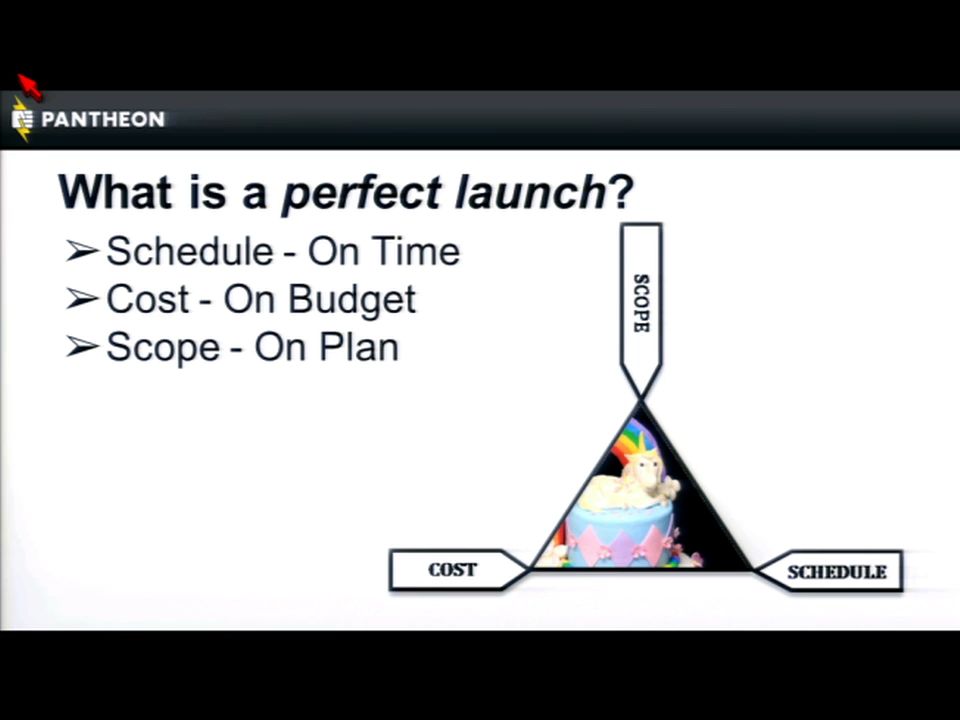 PANTHEON
What is a perfect launch?
➢ Schedule - On Time
➢ Cost - On Budget
➢ Scope - On Plan
SCOPE
COST
SCHEDULE